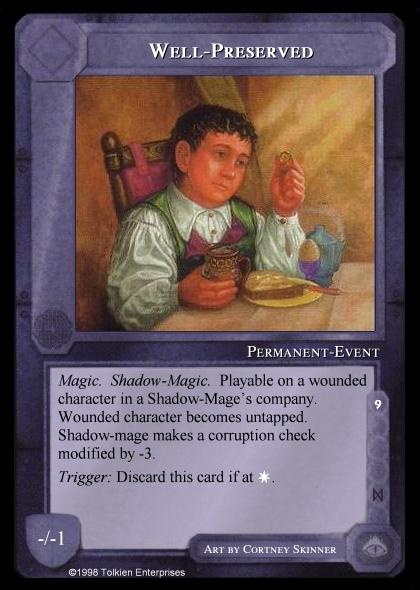 WELL-PRESERVED
PERMANENT-EVENT
Magic. Shadow-Magic. Playable on a wounded
character in a Shadow-Mage's company.
Wounded character becomes untapped.
Shadow-mage makes a corruption check
modified by -3.
Trigger: Discard this card if at ☀.
9
-/-1
ART BY CORTNEY SKINNER
©1998 Tolkien Enterprises